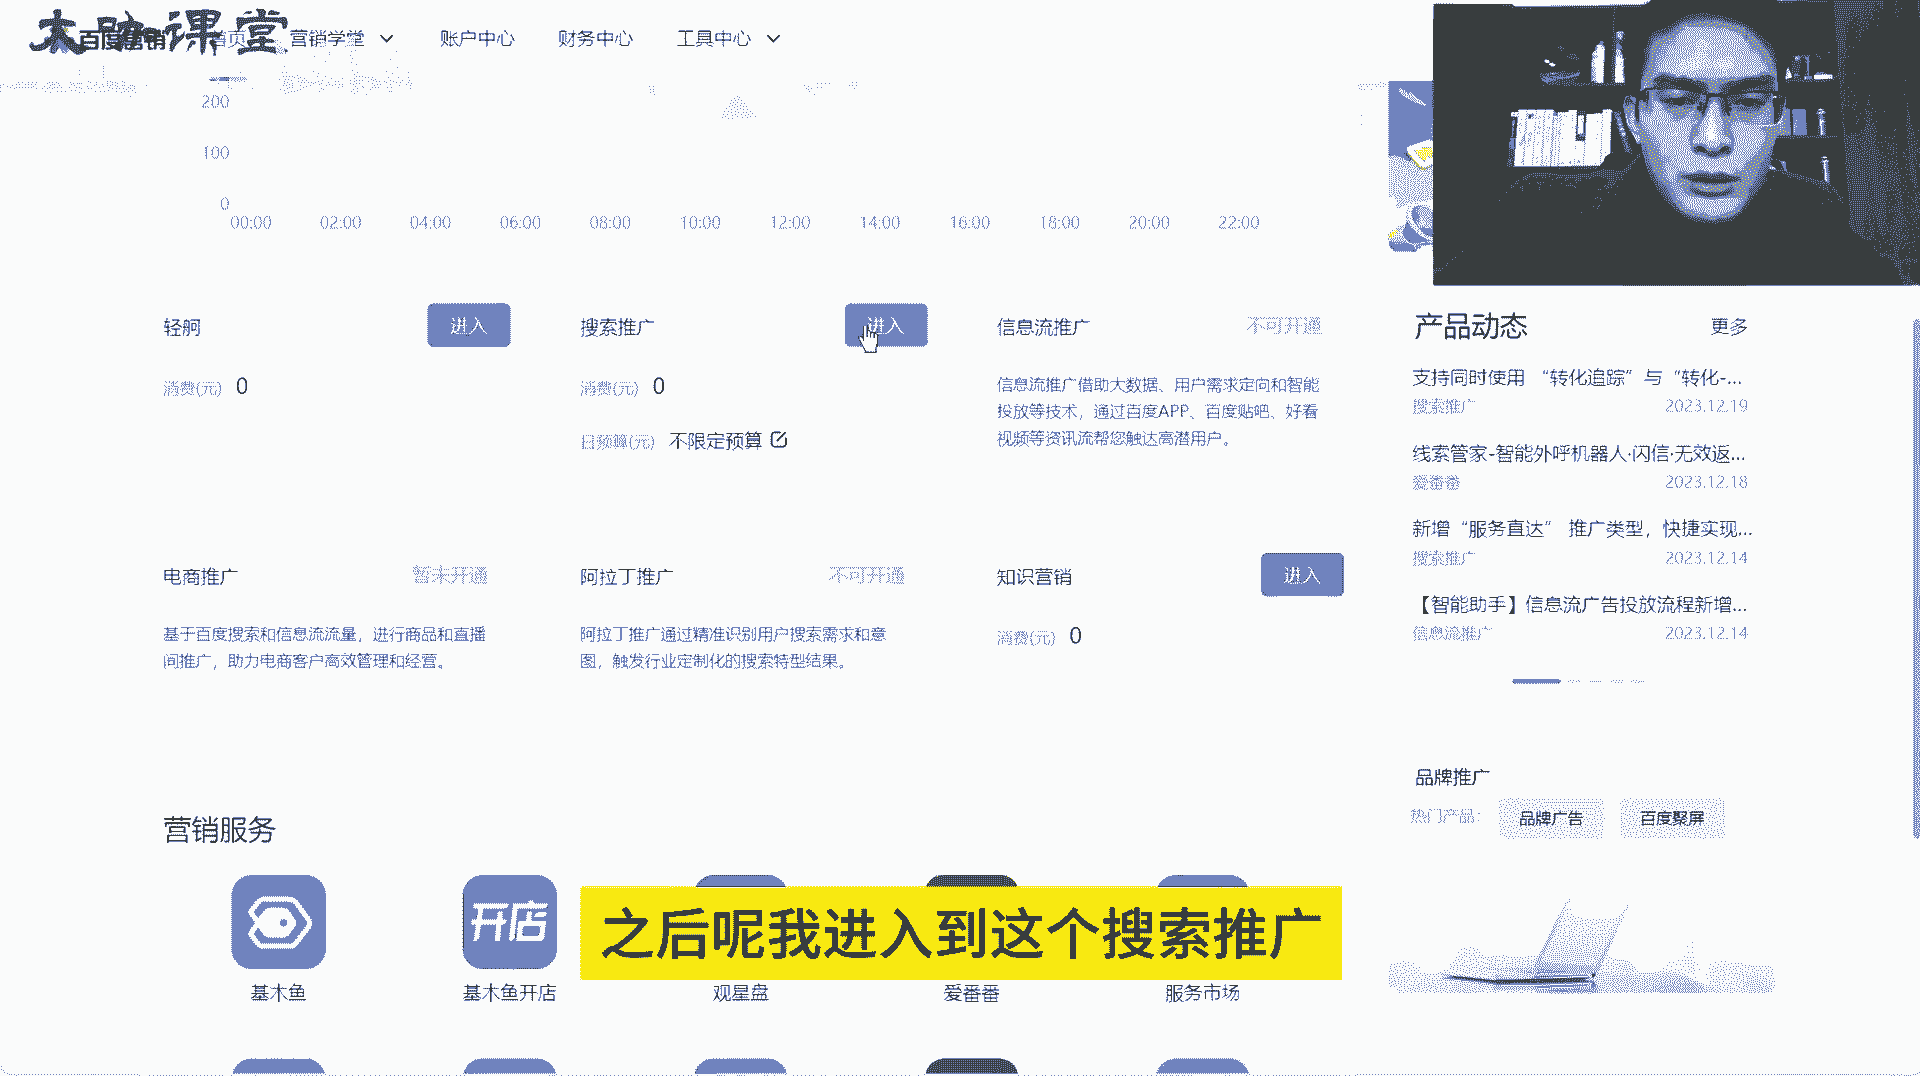 太 课堂
百度营销 首页 营销学堂 账户中心 财务中心 工具中心
200
100
0
00:00 02:00 04:00 06:00 08:00 10:00 12:00 14:00 16:00 18:00 20:00 22:00
轻舸 进入 搜索推广 进入 信息流推广 不可开通
消费(元) 0 消费(元) 0
日预算(元) 不限定预算
信息流推广借助大数据、用户需求定向和智能
投放等技术，通过百度APP、百度贴吧、好看
视频等资讯流帮您触达高潜用户。
电商推广 暂未开通 阿拉丁推广 不可开通 知识营销 进入
基于百度搜索和信息流流量，进行商品和直播
间推广，助力电商客户高效管理和经营。
阿拉丁推广通过精准识别用户搜索需求和意
图，触发行业定制化的搜索特型结果。
消费(元) 0
产品动态 更多
支持同时使用 “转化追踪” 与 “转化-...
搜索推广 2023.12.19
线索管家-智能外呼机器人·闪信·无效返...
爱番番 2023.12.18
新增 “服务直达” 推广类型，快捷实现...
搜索推广 2023.12.14
【智能助手】信息流广告投放流程新增...
信息流推广 2023.12.14
品牌推广
热门产品： 品牌广告 百度聚屏
营销服务
开店
之后呢我进入到这个搜索推广
基木鱼 基木鱼开店 观星盘 爱番番 服务市场